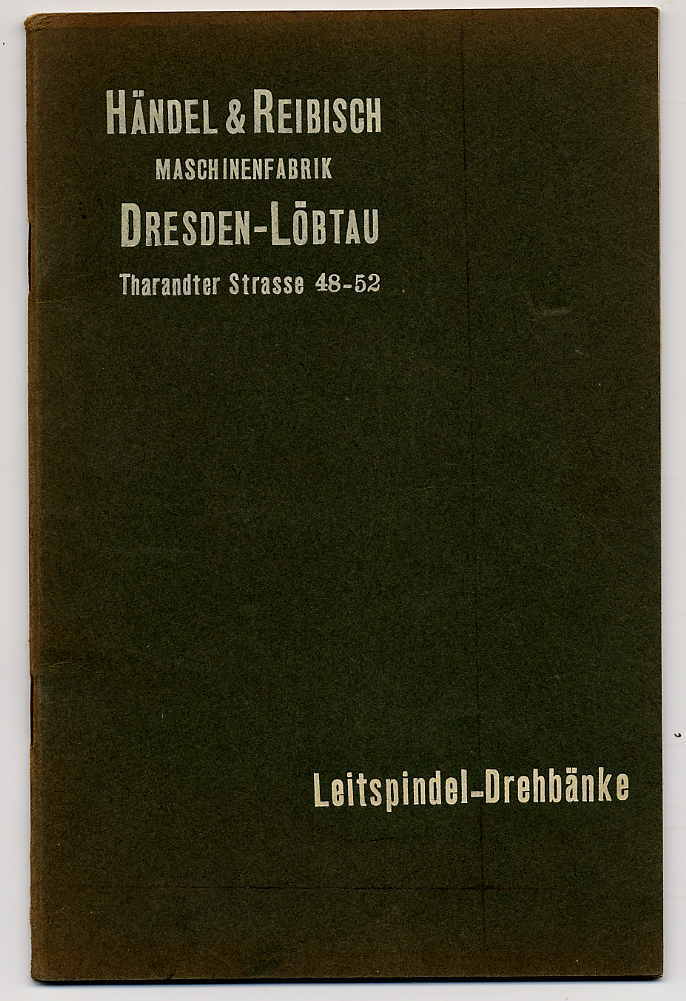 HÄNDEL & REIBISCH
MASCHINENFABRIK
DRESDEN-LÖBTAU
Tharandter Strasse 48-52
Leitspindel-Drehbänke